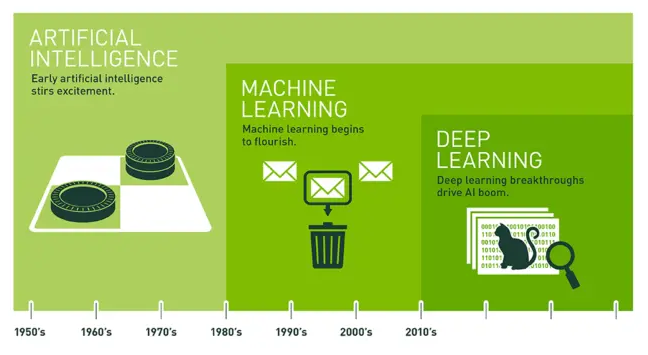 ARTIFICIAL
INTELLIGENCE
Early artificial intelligence
stirs excitement.
MACHINE
LEARNING
Machine learning begins
to flourish.
DEEP
LEARNING
Deep learning breakthroughs
drive AI boom.
1950's 1960's 1970's 1980's 1990's 2000's 2010's